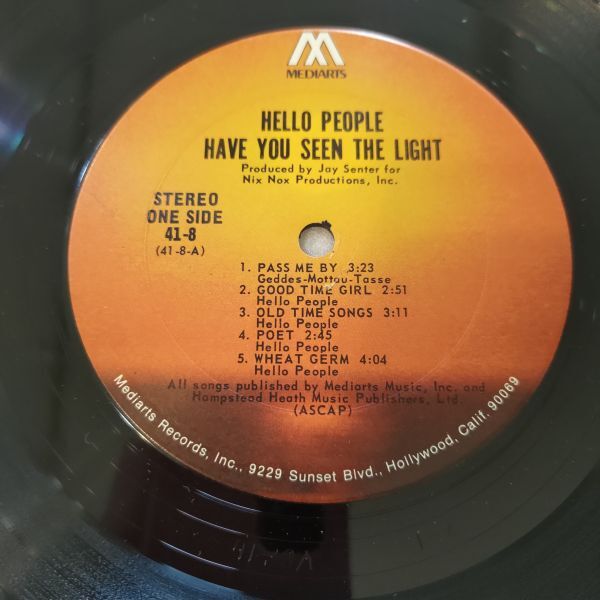 MEDIARTS
HELLO PEOPLE
HAVE YOU SEEN THE LIGHT
Produced by Jay Senter for
Nix Nox Productions, Inc.
STEREO
ONE SIDE
41-8
(41-8-A)
1. PASS ME BY 3:23
Geddes-Mottau-Tasse
2. GOOD TIME GIRL 2:51
Hello People
3. OLD TIME SONGS 3:11
Hello People
4. POET 2:45
Hello People
5. WHEAT GERM 4:04
Hello People
All songs published by Mediarts Music, Inc. and
Hampstead Heath Music Publishers, Ltd.
(ASCAP)
Mediarts Records, Inc., 9229 Sunset Blvd., Hollywood, Calif. 90069